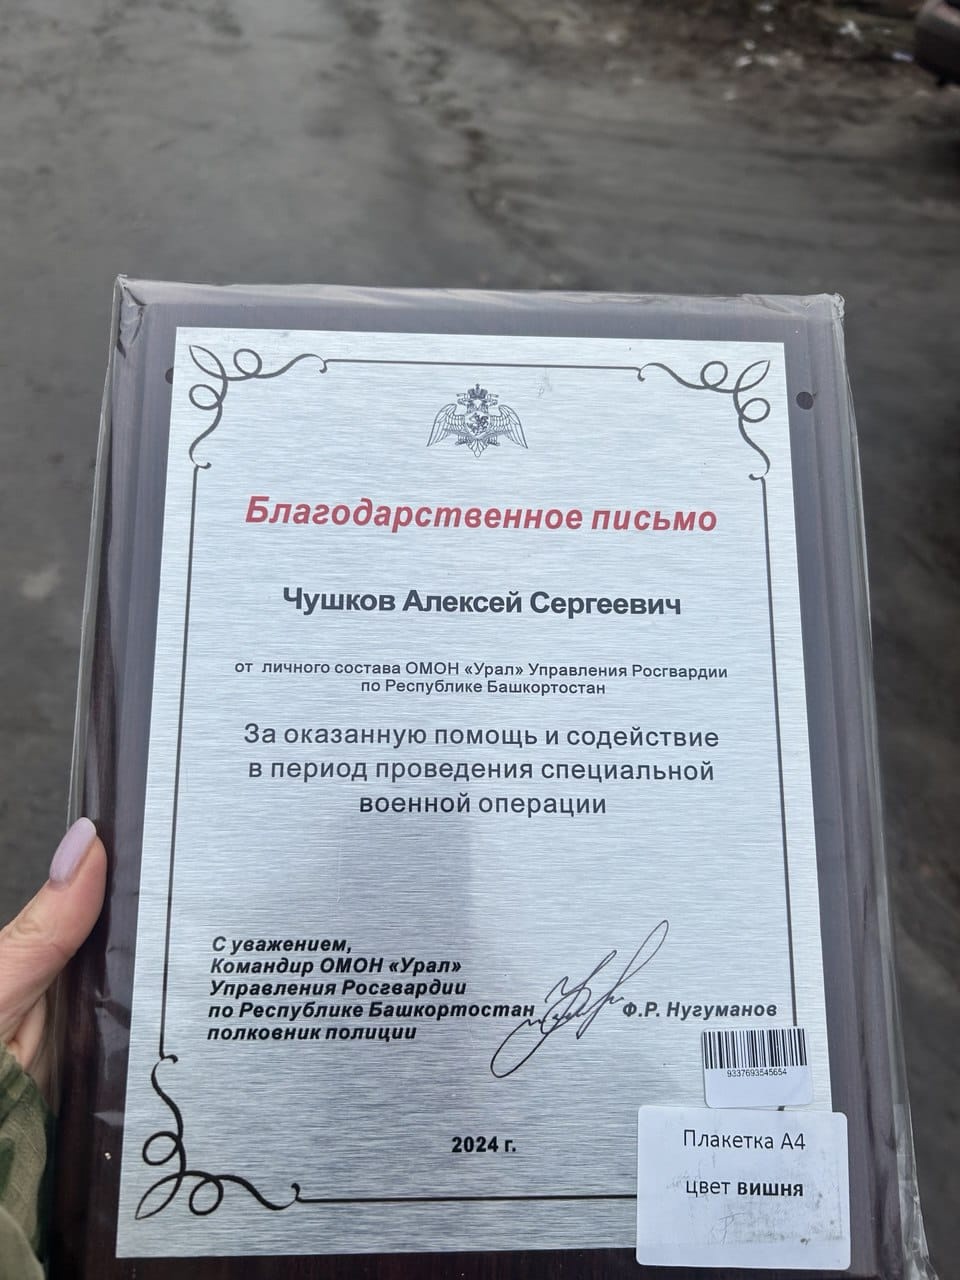 Благодарственное письмо
Чушков Алексей Сергеевич
от личного состава ОМОН «Урал» Управления Росгвардии
по Республике Башкортостан
За оказанную помощь и содействие
в период проведения специальной
военной операции
С уважением,
Командир ОМОН «Урал»
Управления Росгвардии
по Республике Башкортостан
полковник полиции
Ф.Р. Нугуманов
9337693545654
2024 г.
Плакетка А4
цвет вишня